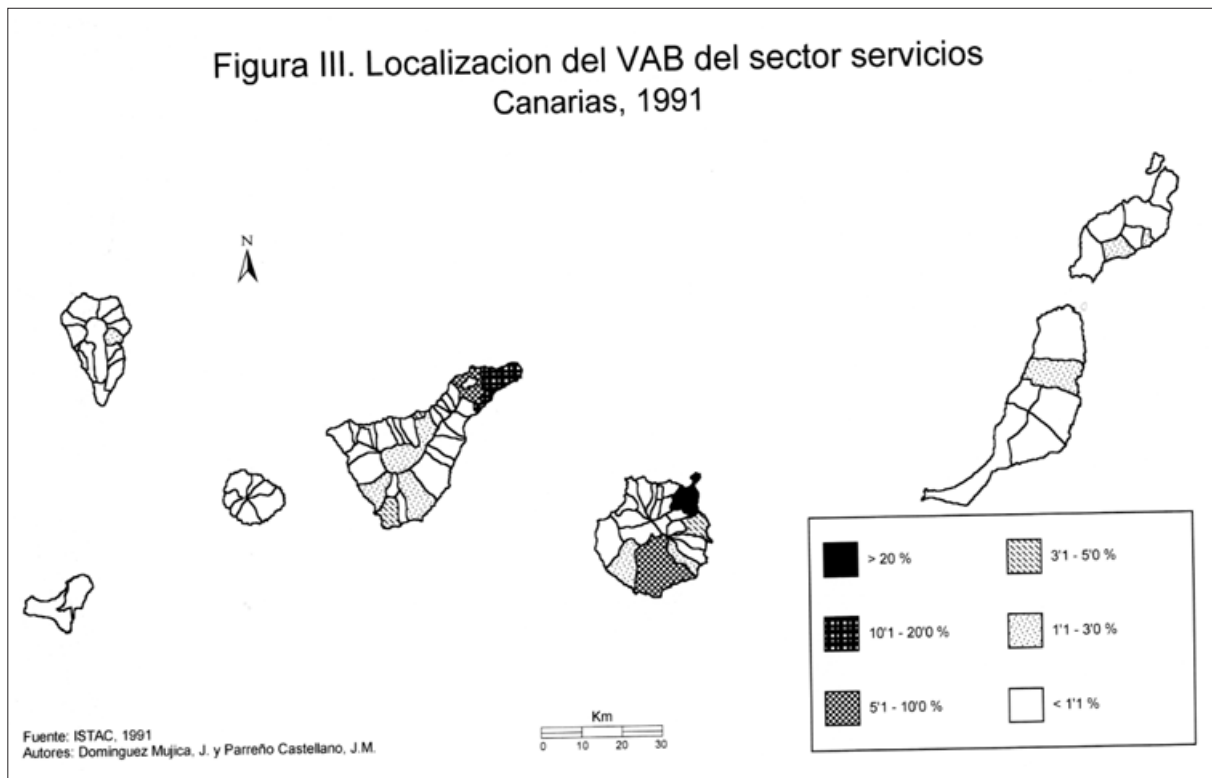 Figura III. Localizacion del VAB del sector servicios
Canarias, 1991
N
> 20 %
3'1 - 5'0 %
10'1 - 20'0 %
1'1 - 3'0 %
5'1 - 10'0 %
< 1'1 %
Km
0 10 20 30
Fuente: ISTAC, 1991
Autores: Domínguez Mujica, J. y Parreño Castellano, J.M.